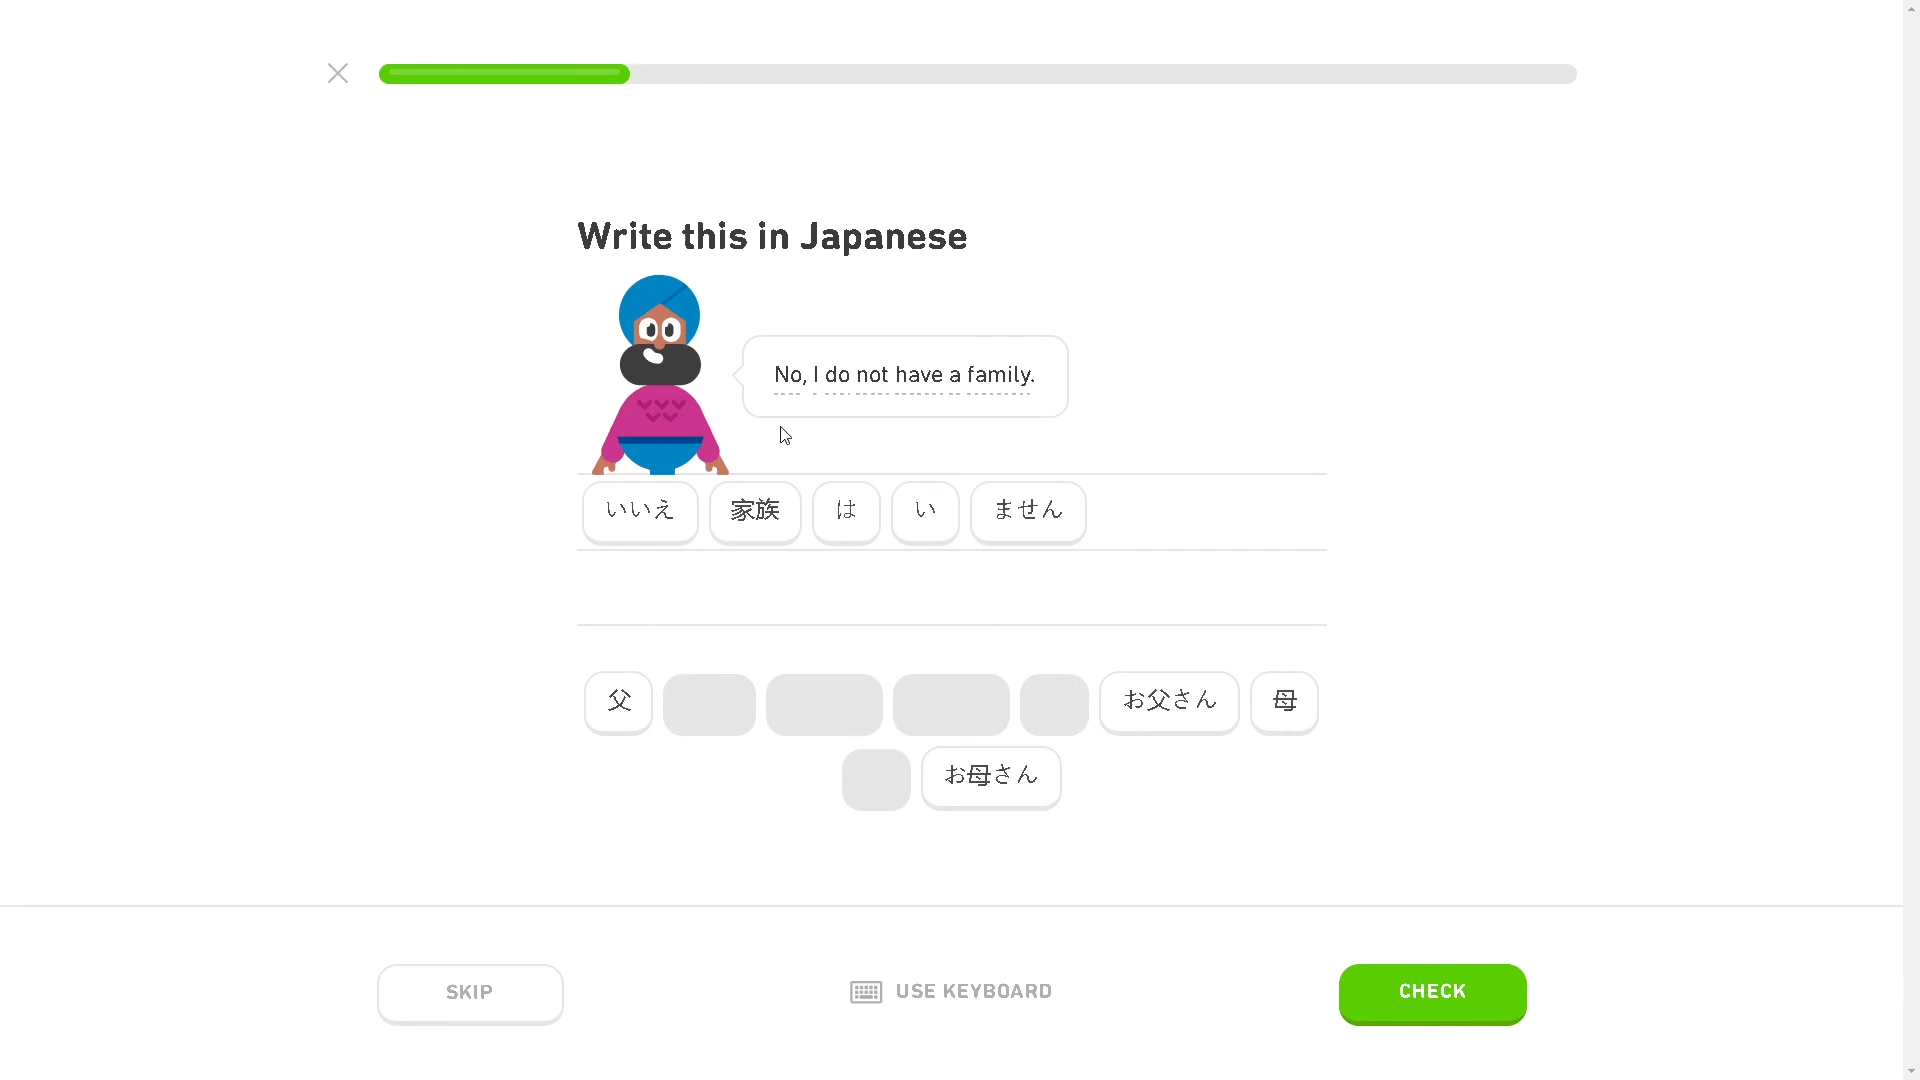 Write this in Japanese
No, I do not have a family.
いいえ 家族 は い ません
父 お父さん 母
お母さん
SKIP USE KEYBOARD CHECK